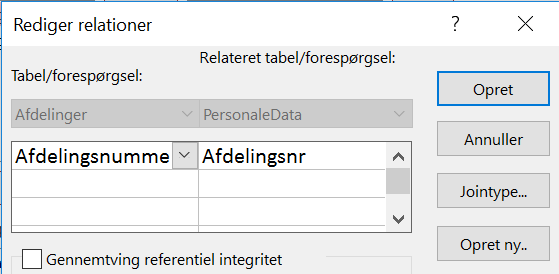 Rediger relationer
?
Relateret tabel/forespørgsel:
Tabel/forespørgsel:
Afdelinger
PersonaleData
Afdelingsnumme
Afdelingsnr
Gennemtving referentiel integritet
Opret
Annuller
Jointype...
Opret ny..